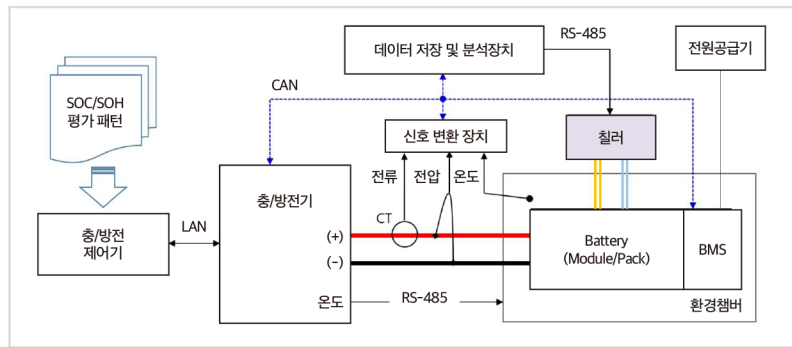 RS-485
데이터 저장 및 분석장치
전원공급기
CAN
SOC/SOH
평가 패턴
신호 변환 장치
칠러
전류
전압
온도
충/방전기
CT
LAN
충/방전
제어기
(+)
(-)
Battery
(Module/Pack)
BMS
온도
RS-485
환경챔버